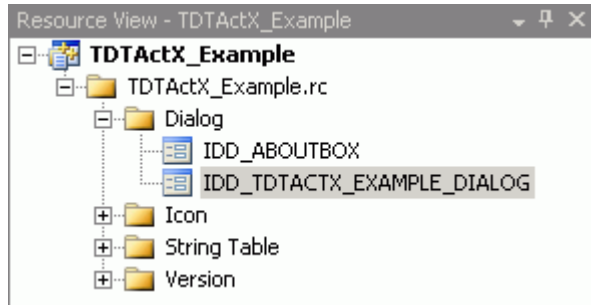 Resource View - TDTActX_Example
TDTActX_Example
TDTActX_Example.rc
Dialog
IDD_ABOUTBOX
IDD_TDTACTX_EXAMPLE_DIALOG
Icon
String Table
Version